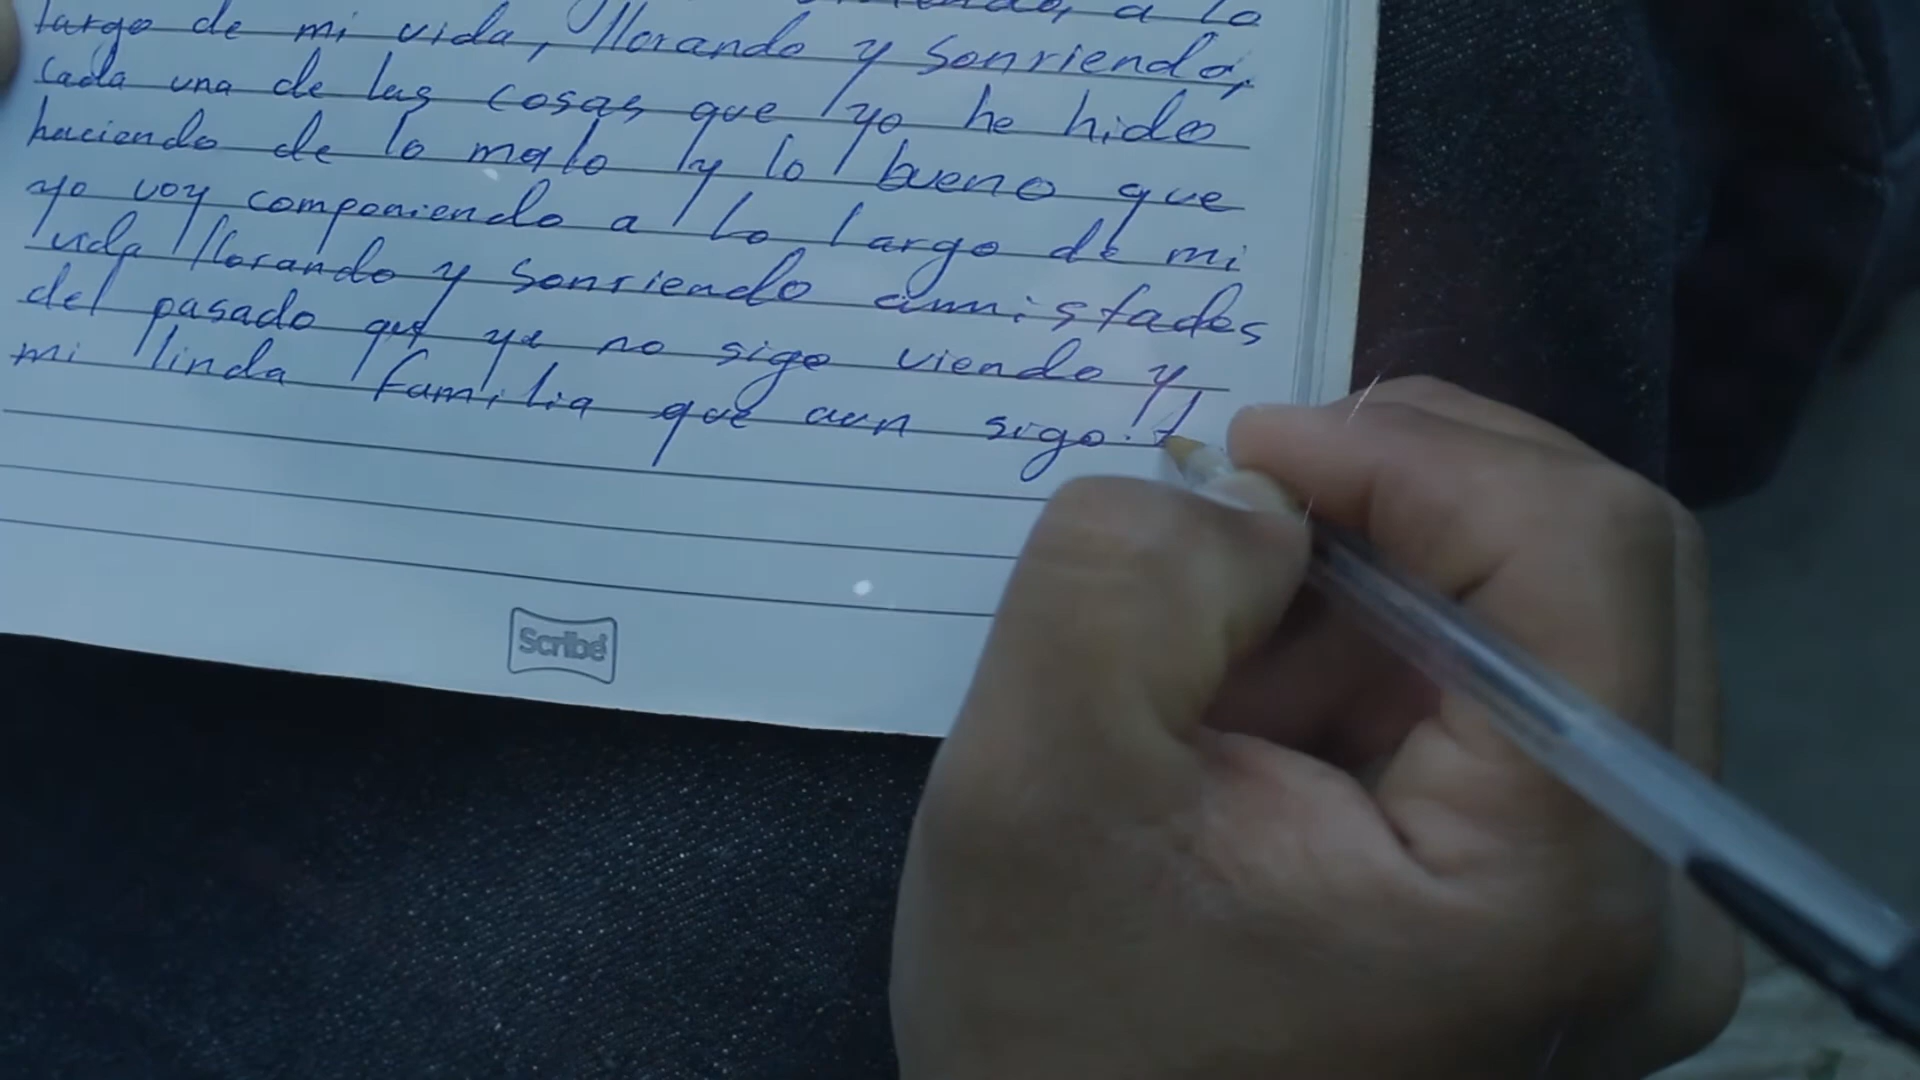 a lo
largo de mi vida, llorando y sonriendo,
cada una de las cosas que yo he hido
haciendo de lo malo y lo bueno que
yo voy componiendo a lo largo de mi
vida llorando y sonriendo amistades
del pasado que ya no sigo viendo y
mi linda familia que aun sigo
Scribe